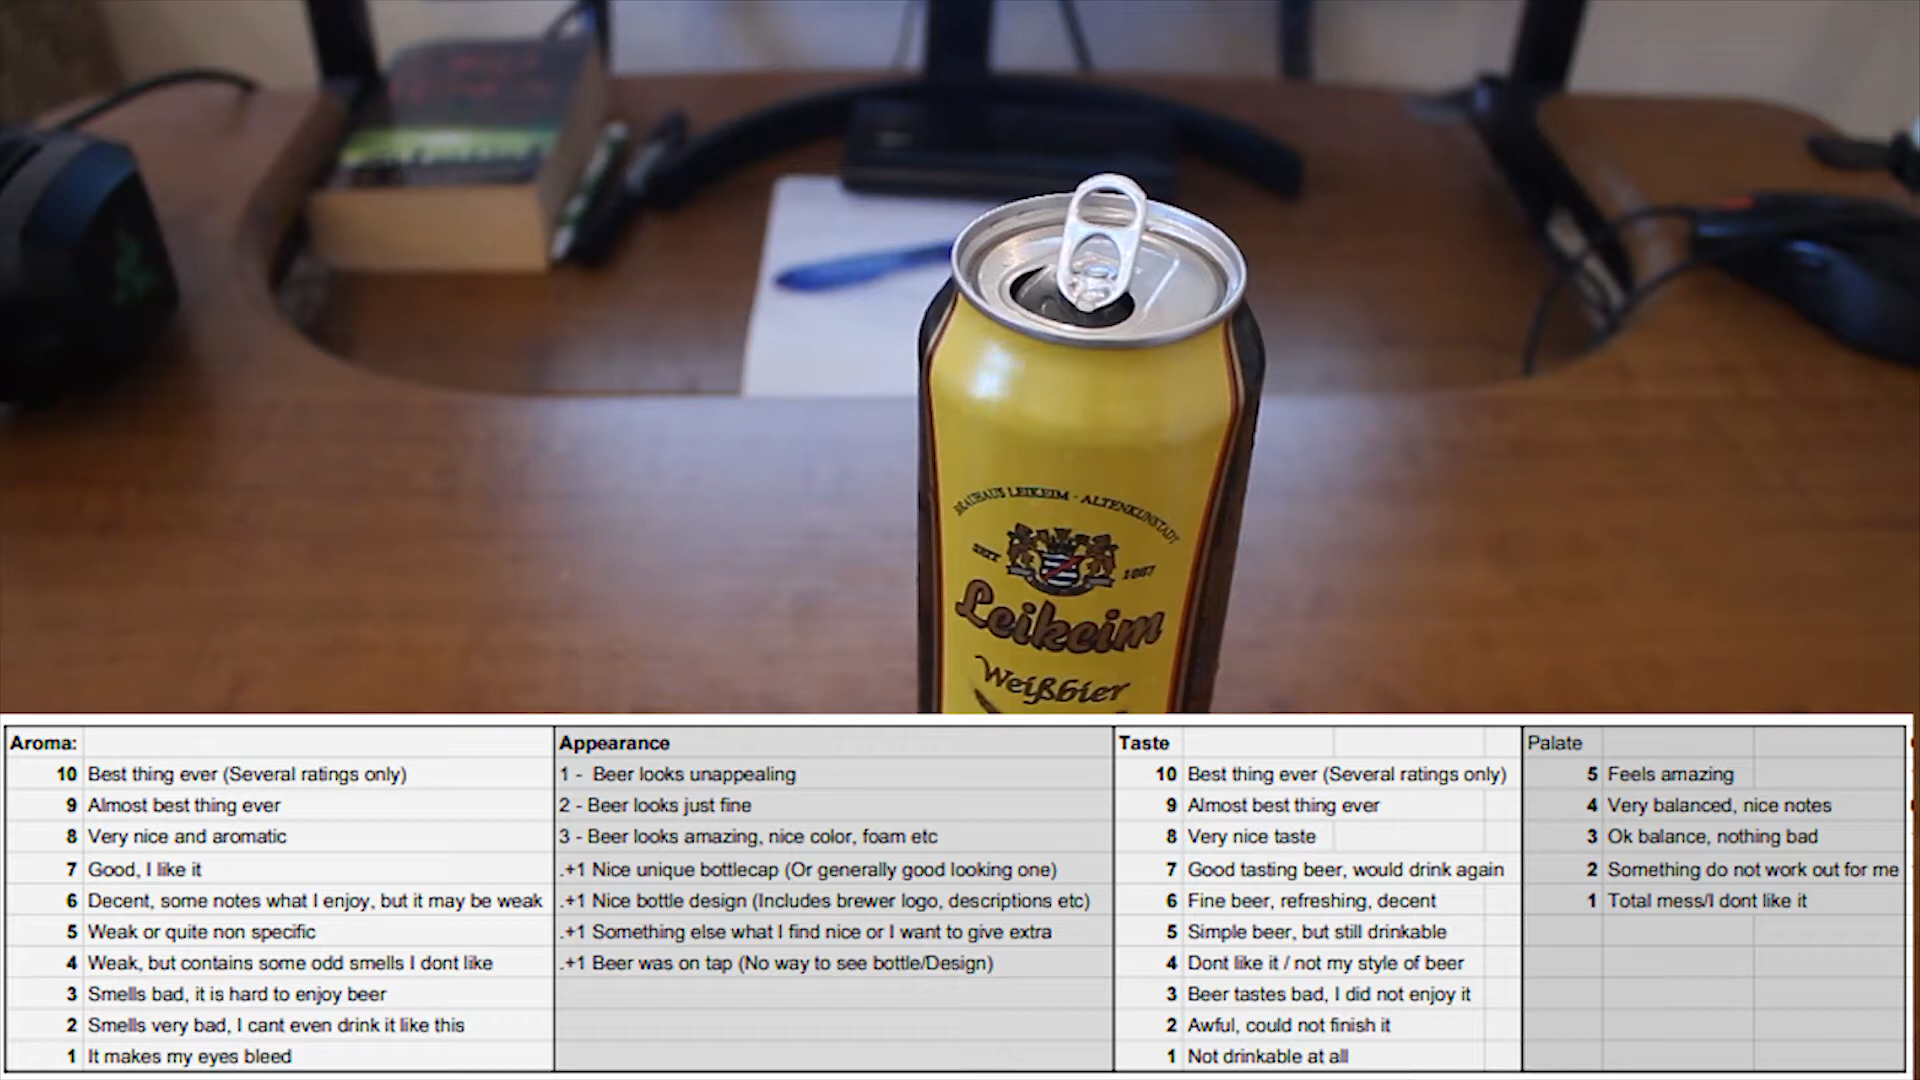 BRAUHAUS LEIKEIM - ALTENKUNSTADT
SEIT 1887
Leikeim
Weißbier
Aroma:
10 Best thing ever (Several ratings only)
9 Almost best thing ever
8 Very nice and aromatic
7 Good, I like it
6 Decent, some notes what I enjoy, but it may be weak
5 Weak or quite non specific
4 Weak, but contains some odd smells I dont like
3 Smells bad, it is hard to enjoy beer
2 Smells very bad, I cant even drink it like this
1 It makes my eyes bleed
Appearance
1 - Beer looks unappealing
2 - Beer looks just fine
3 - Beer looks amazing, nice color, foam etc
.+1 Nice unique bottlecap (Or generally good looking one)
.+1 Nice bottle design (Includes brewer logo, descriptions etc)
.+1 Something else what I find nice or I want to give extra
.+1 Beer was on tap (No way to see bottle/Design)
Taste
10 Best thing ever (Several ratings only)
9 Almost best thing ever
8 Very nice taste
7 Good tasting beer, would drink again
6 Fine beer, refreshing, decent
5 Simple beer, but still drinkable
4 Dont like it / not my style of beer
3 Beer tastes bad, I did not enjoy it
2 Awful, could not finish it
1 Not drinkable at all
Palate
5 Feels amazing
4 Very balanced, nice notes
3 Ok balance, nothing bad
2 Something do not work out for me
1 Total mess/I dont like it